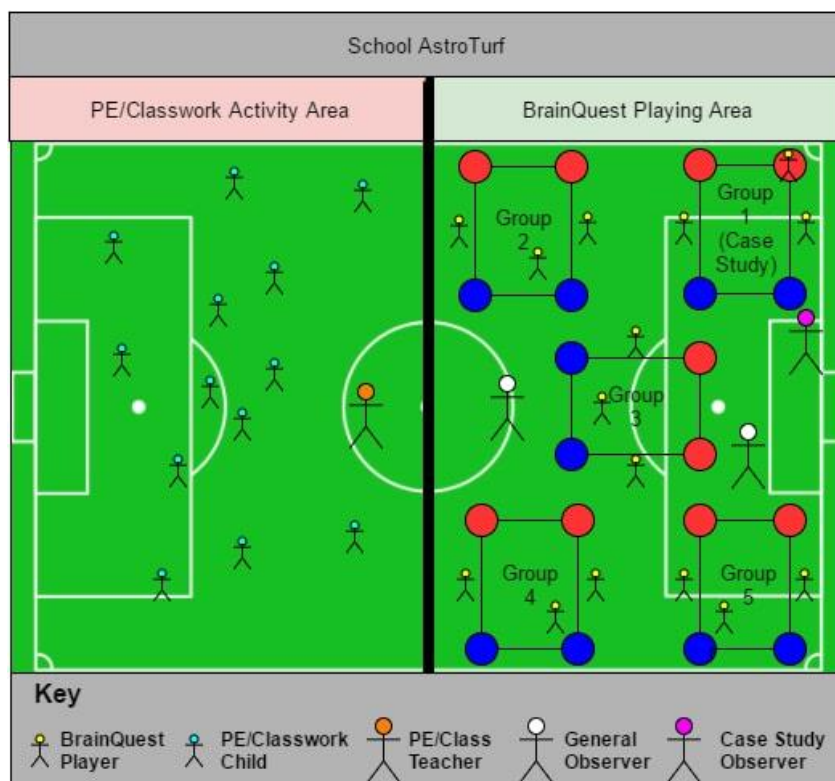 School AstroTurf
PE/Classwork Activity Area
BrainQuest Playing Area
Group
2
Group
1
(Case
Study)
Group
3
Group
4
Group
5
Key
BrainQuest
Player
PE/Classwork
Child
PE/Class
Teacher
General
Observer
Case Study
Observer